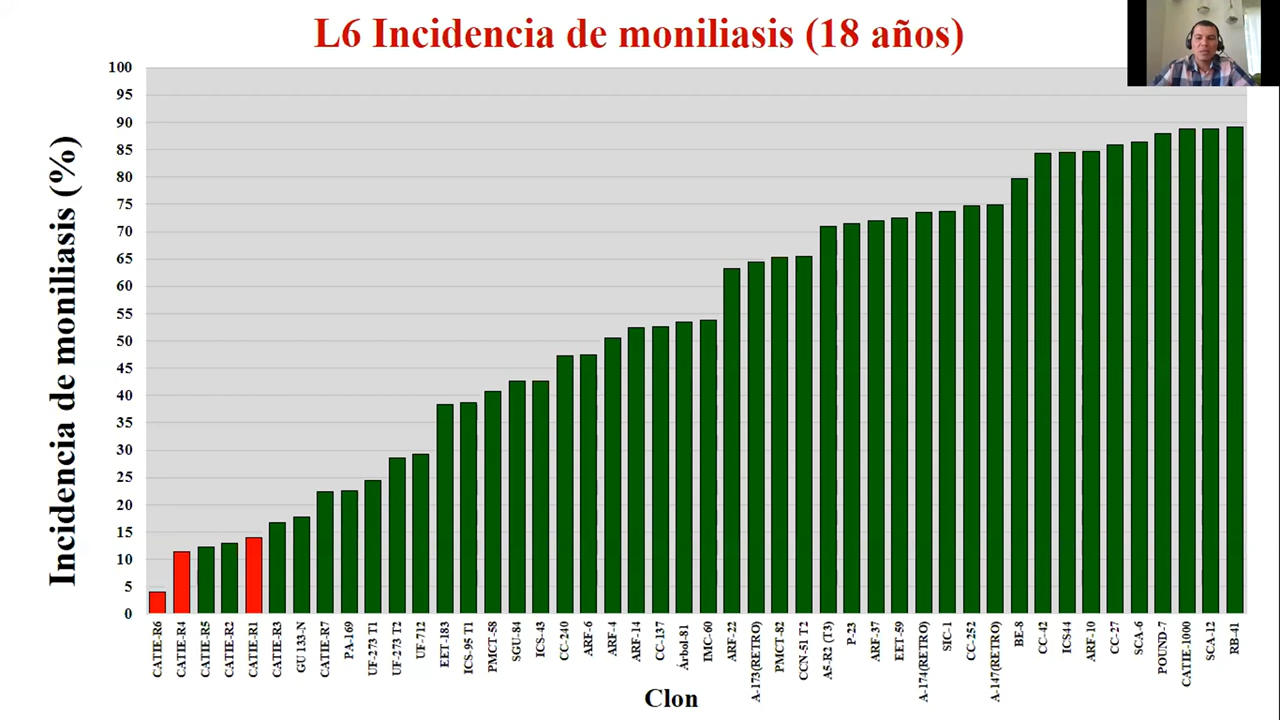 L6 Incidencia de moniliasis (18 años)
Incidencia de moniliasis (%)
100
95
90
85
80
75
70
65
60
55
50
45
40
35
30
25
20
15
10
5
0
CATIE-R6
CATIE-R4
CATIE-R5
CATIE-R2
CATIE-R1
CATIE-R3
GU 133-N
CATIE-R7
PA-169
UF-273 T1
UF-273 T2
UF-712
EET-183
ICS-95 T1
PMCT-58
SGU-84
ICS-43
CC-240
ARF-6
ARF-4
ARF-14
CC-137
Árbol-81
IMC-60
ARF-22
A-173(RETRO)
PMCT-82
CCN-51 T2
A5-R2 (T3)
P-23
ARF-37
EET-59
A-174(RETRO)
SIC-1
CC-252
A-147(RETRO)
BE-8
CC-42
ICS44
ARF-10
CC-27
SCA-6
POUND-7
CATIE-1000
SCA-12
RB-41
Clon